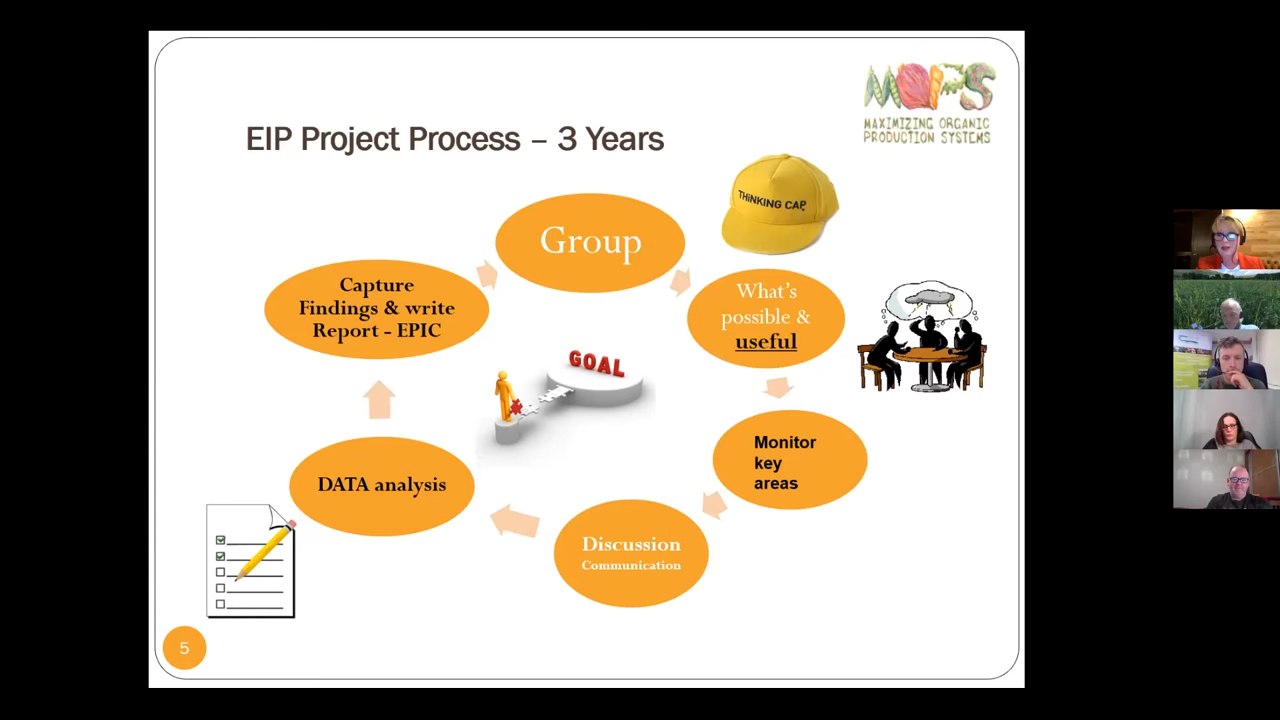 MOPS
MAXIMIZING ORGANIC
PRODUCTION SYSTEMS
EIP Project Process – 3 Years
THINKING CAP.
Group
Capture
Findings & write
Report - EPIC
What's
possible &
useful
GOAL
Monitor
key
areas
DATA analysis
Discussion
Communication
5